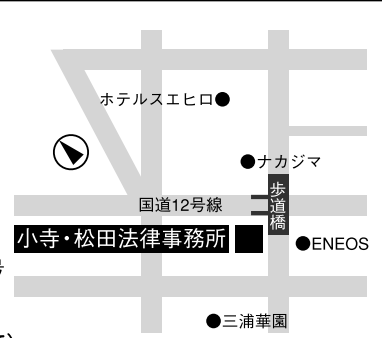 ホテルスエヒロ●
●ナカジマ
歩道橋
国道12号線
小寺・松田法律事務所
●ENEOS
号
●三浦華園